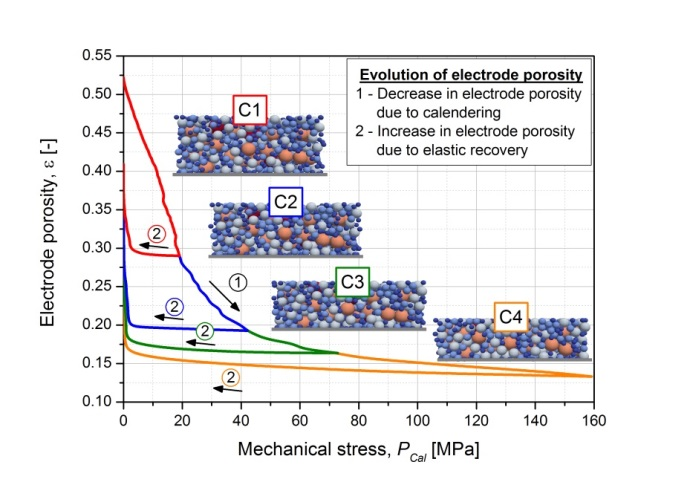 Evolution of electrode porosity
1 - Decrease in electrode porosity
due to calendering
2 - Increase in electrode porosity
due to elastic recovery
C1
C2
C3
C4
2
1
2
2
2
0.55
0.50
0.45
0.40
0.35
0.30
0.25
0.20
0.15
0.10
Electrode porosity, ε [-]
0 20 40 60 80 100 120 140 160
Mechanical stress, P_Cal [MPa]